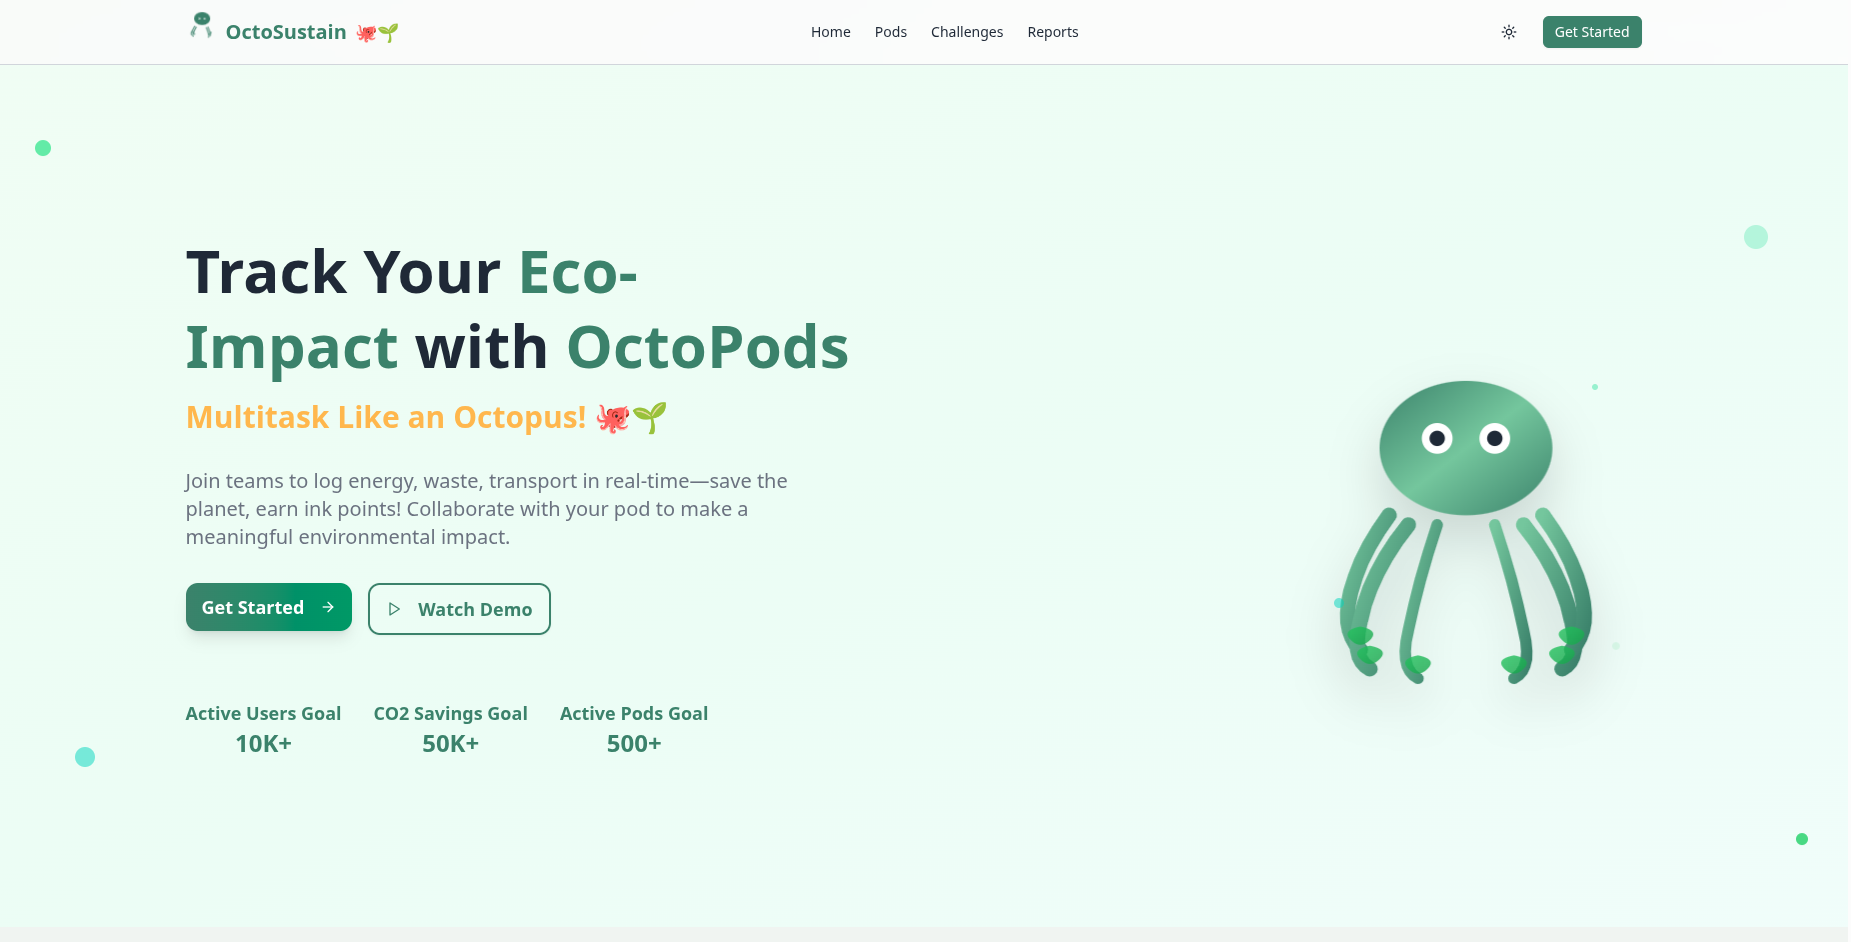 OctoSustain 🐙🌱
Home
Pods
Challenges
Reports
Get Started
Track Your Eco-
Impact with OctoPods
Multitask Like an Octopus! 🐙🌱
Join teams to log energy, waste, transport in real-time—save the
planet, earn ink points! Collaborate with your pod to make a
meaningful environmental impact.
Get Started
Watch Demo
Active Users Goal
10K+
CO2 Savings Goal
50K+
Active Pods Goal
500+